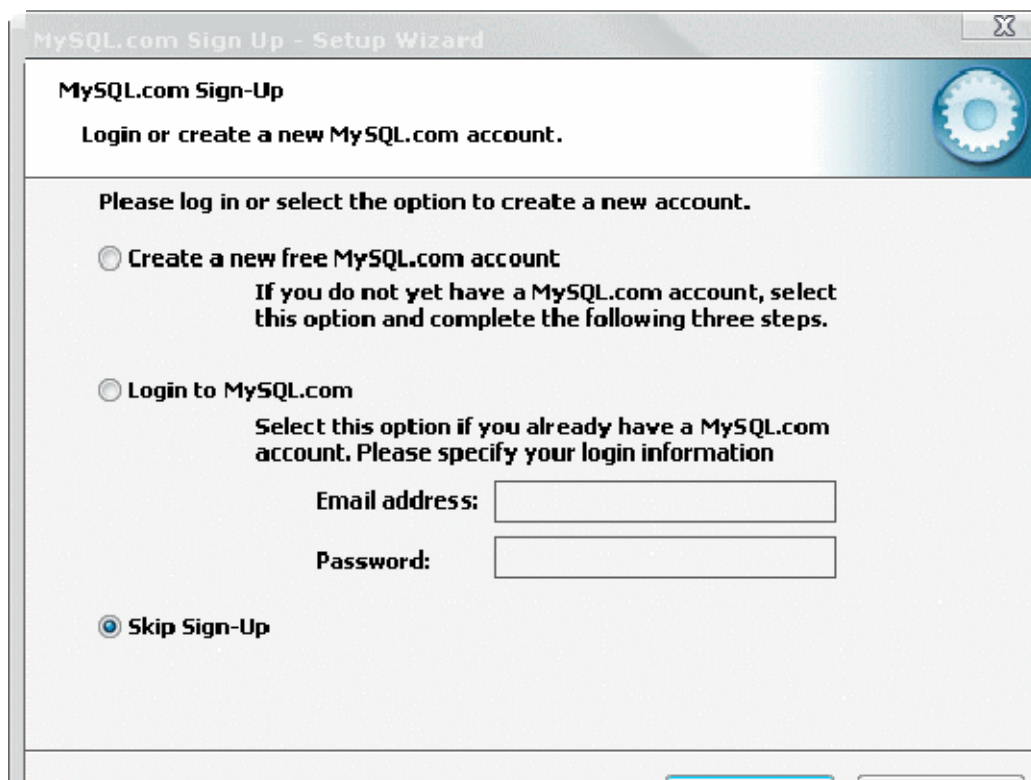 MySQL.com Sign Up - Setup Wizard
X
MySQL.com Sign-Up
Login or create a new MySQL.com account.
Please log in or select the option to create a new account.
Create a new free MySQL.com account
If you do not yet have a MySQL.com account, select
this option and complete the following three steps.
Login to MySQL.com
Select this option if you already have a MySQL.com
account. Please specify your login information
Email address:
Password:
Skip Sign-Up